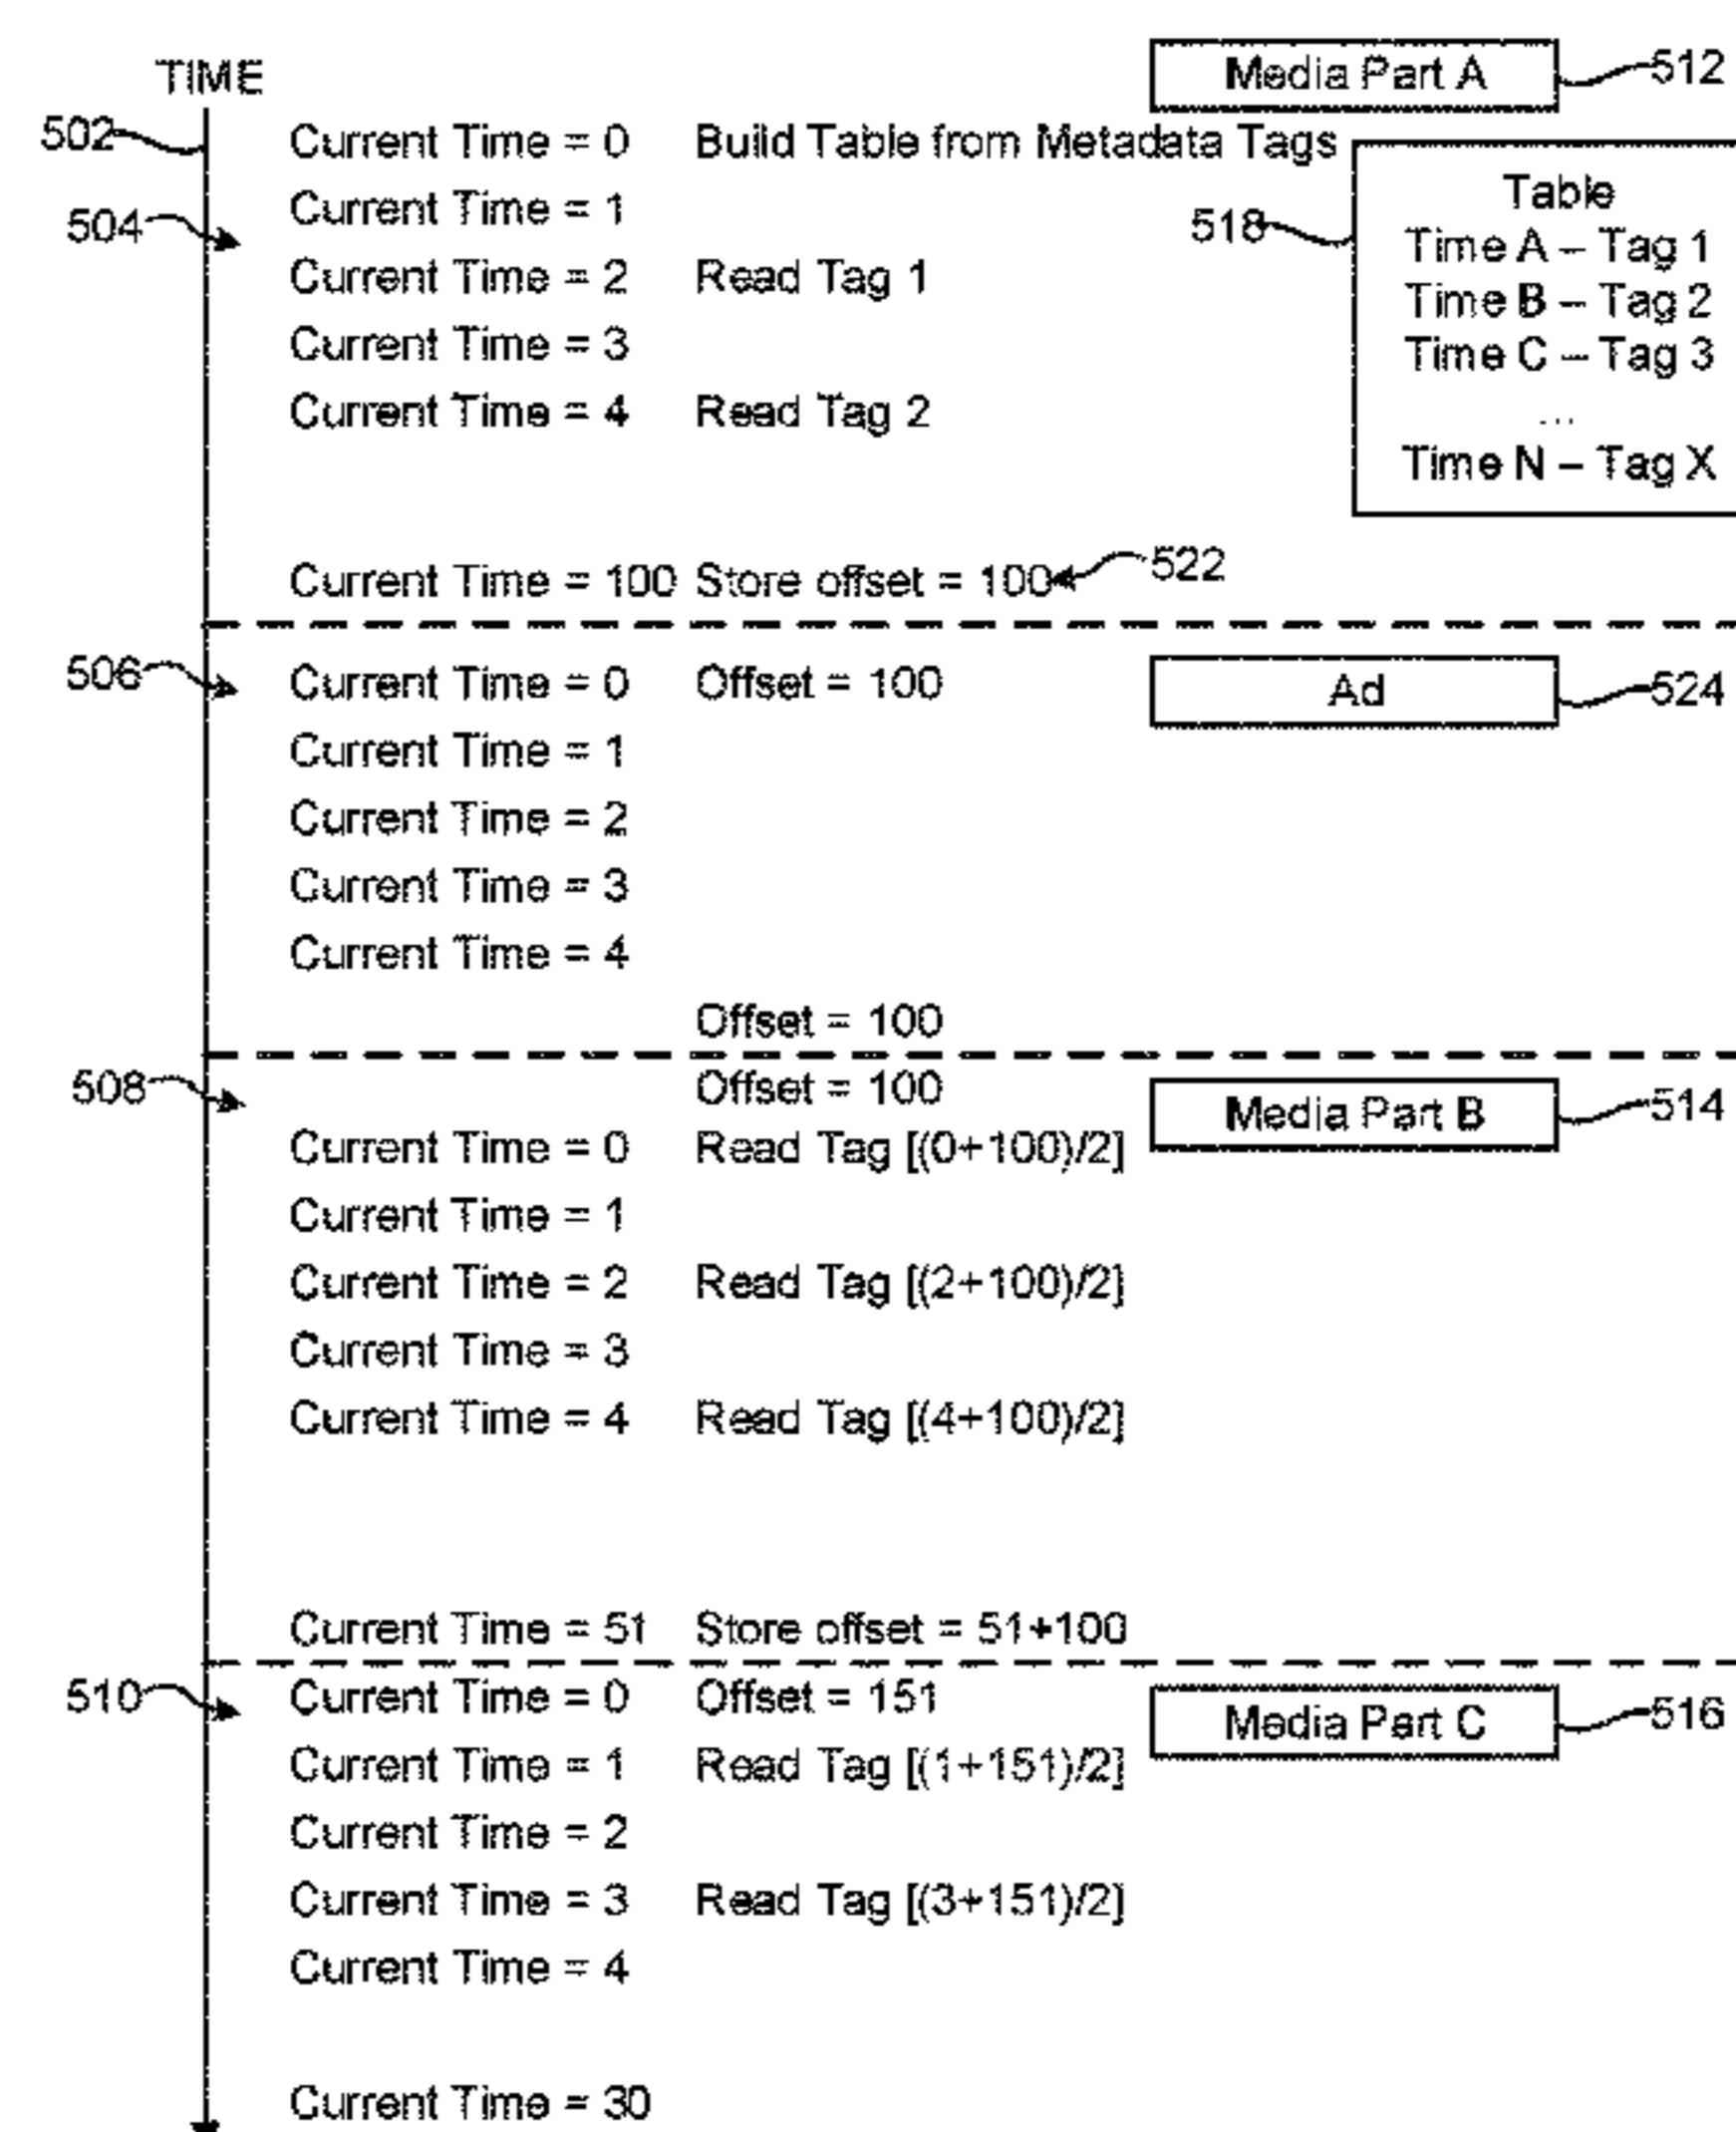 Media Part A 512
TIME
502 Current Time = 0 Build Table from Metadata Tags
Table
Current Time = 1
504 518 Time A – Tag 1
Current Time = 2 Read Tag 1
Time B – Tag 2
Current Time = 3
Time C – Tag 3
Current Time = 4 Read Tag 2
...
Time N – Tag X
Current Time = 100 Store offset = 100 522
506 Current Time = 0 Offset = 100 Ad 524
Current Time = 1
Current Time = 2
Current Time = 3
Current Time = 4
Offset = 100
508 Offset = 100 Media Part B 514
Current Time = 0 Read Tag [(0+100)/2]
Current Time = 1
Current Time = 2 Read Tag [(2+100)/2]
Current Time = 3
Current Time = 4 Read Tag [(4+100)/2]
Current Time = 51 Store offset = 51+100
510 Current Time = 0 Offset = 151 Media Part C 516
Current Time = 1 Read Tag [(1+151)/2]
Current Time = 2
Current Time = 3 Read Tag [(3+151)/2]
Current Time = 4
Current Time = 30